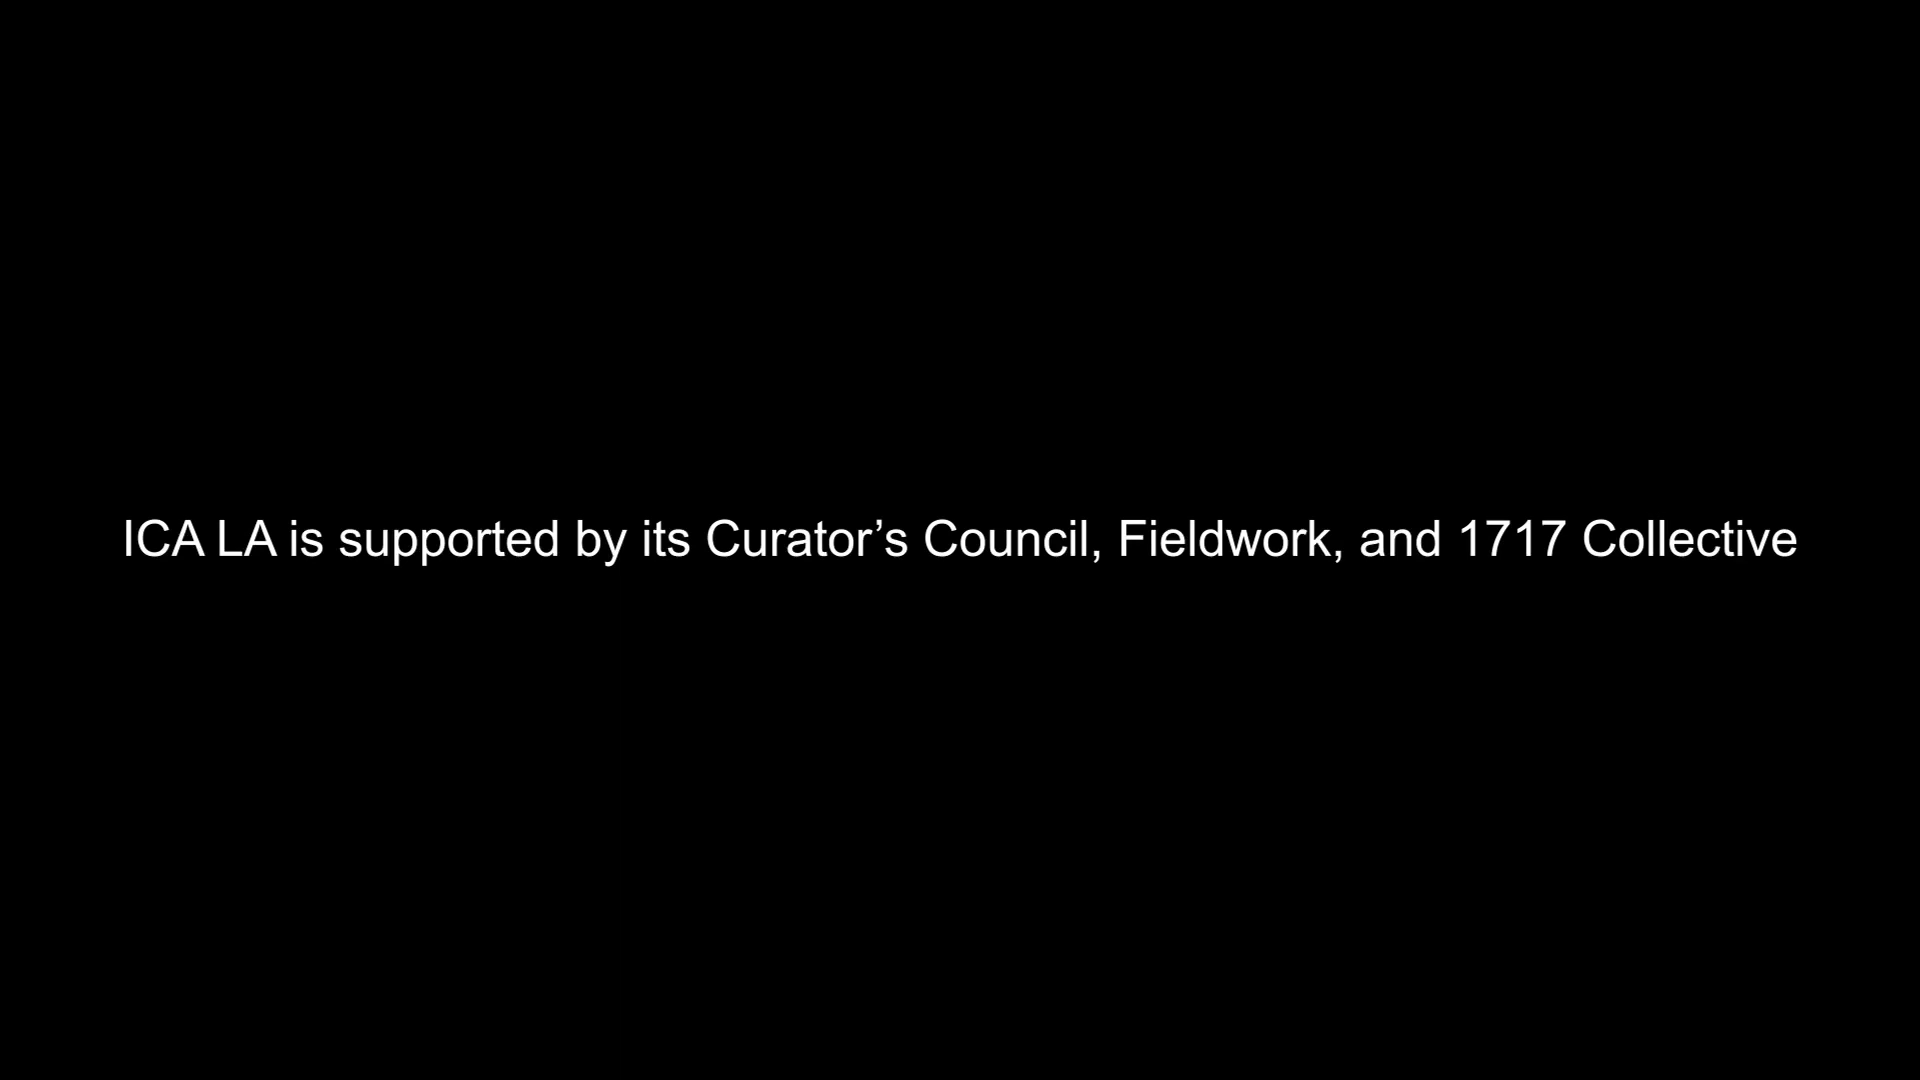 ICA LA is supported by its Curator’s Council, Fieldwork, and 1717 Collective